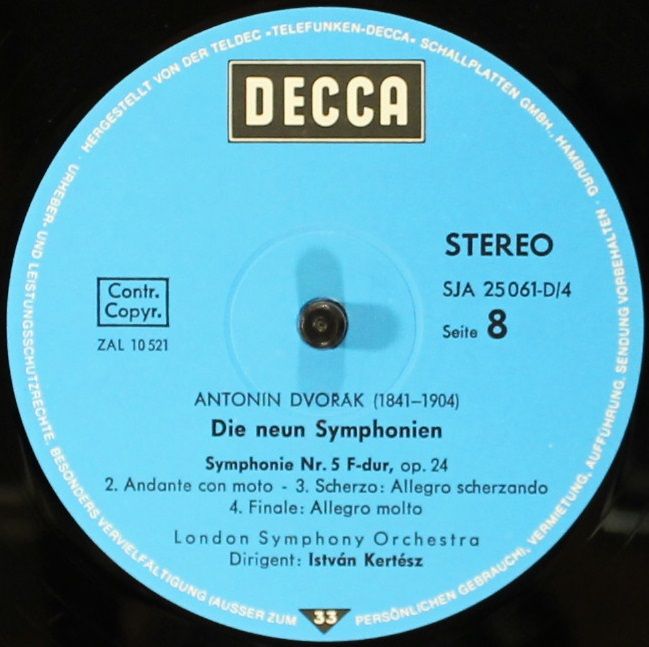 · HERGESTELLT VON DER TELDEC »TELEFUNKEN-DECCA« SCHALLPLATTEN GMBH., HAMBURG ·
URHEBER- UND LEISTUNGSSCHUTZRECHTE, BESONDERS VERVIELFÄLTIGUNG (AUSSER ZUM PERSÖNLICHEN GEBRAUCH), VERMIETUNG, AUFFÜHRUNG, SENDUNG VORBEHALTEN ·
DECCA
STEREO
SJA 25 061-D/4
Seite 8
Contr.
Copyr.
ZAL 10 521
ANTONIN DVORÁK (1841–1904)
Die neun Symphonien
Symphonie Nr. 5 F-dur, op. 24
2. Andante con moto - 3. Scherzo: Allegro scherzando
4. Finale: Allegro molto
London Symphony Orchestra
Dirigent: István Kertész
33